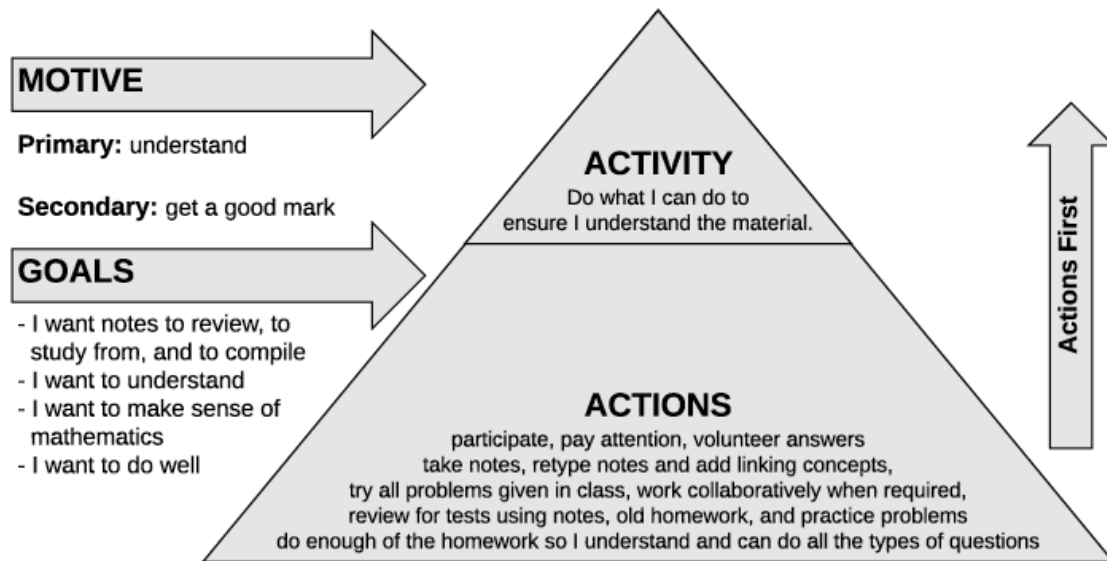 MOTIVE
Primary: understand
Secondary: get a good mark
GOALS
- I want notes to review, to
study from, and to compile
- I want to understand
- I want to make sense of
mathematics
- I want to do well
ACTIVITY
Do what I can do to
ensure I understand the material.
ACTIONS
participate, pay attention, volunteer answers
take notes, retype notes and add linking concepts,
try all problems given in class, work collaboratively when required,
review for tests using notes, old homework, and practice problems
do enough of the homework so I understand and can do all the types of questions
Actions First